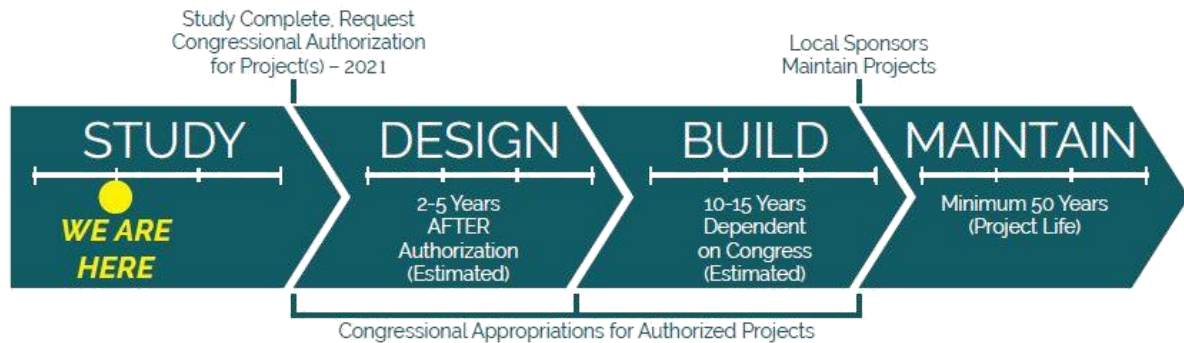 Study Complete, Request
Congressional Authorization
for Project(s) – 2021
Local Sponsors
Maintain Projects
STUDY
WE ARE
HERE
DESIGN
2-5 Years
AFTER
Authorization
(Estimated)
BUILD
10-15 Years
Dependent
on Congress
(Estimated)
MAINTAIN
Minimum 50 Years
(Project Life)
Congressional Appropriations for Authorized Projects